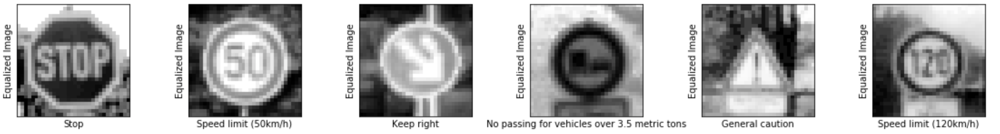 Equalized Image
STOP
Stop
Equalized Image
50
Speed limit (50km/h)
Equalized Image
Keep right
Equalized Image
No passing for vehicles over 3.5 metric tons
Equalized Image
!
General caution
Equalized Image
120
Speed limit (120km/h)